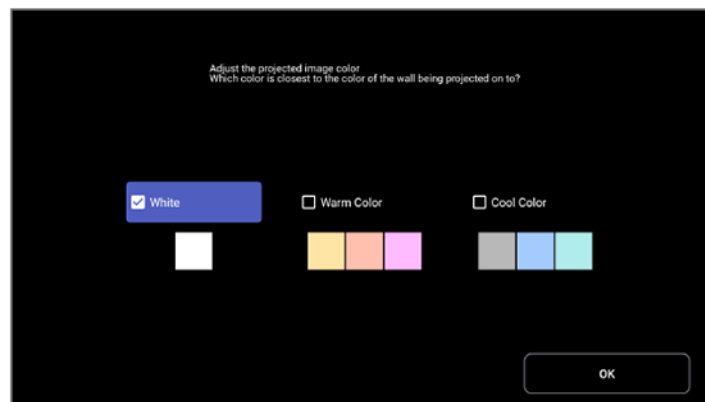 Adjust the projected image color
Which color is closest to the color of the wall being projected on to?
White
Warm Color
Cool Color
OK